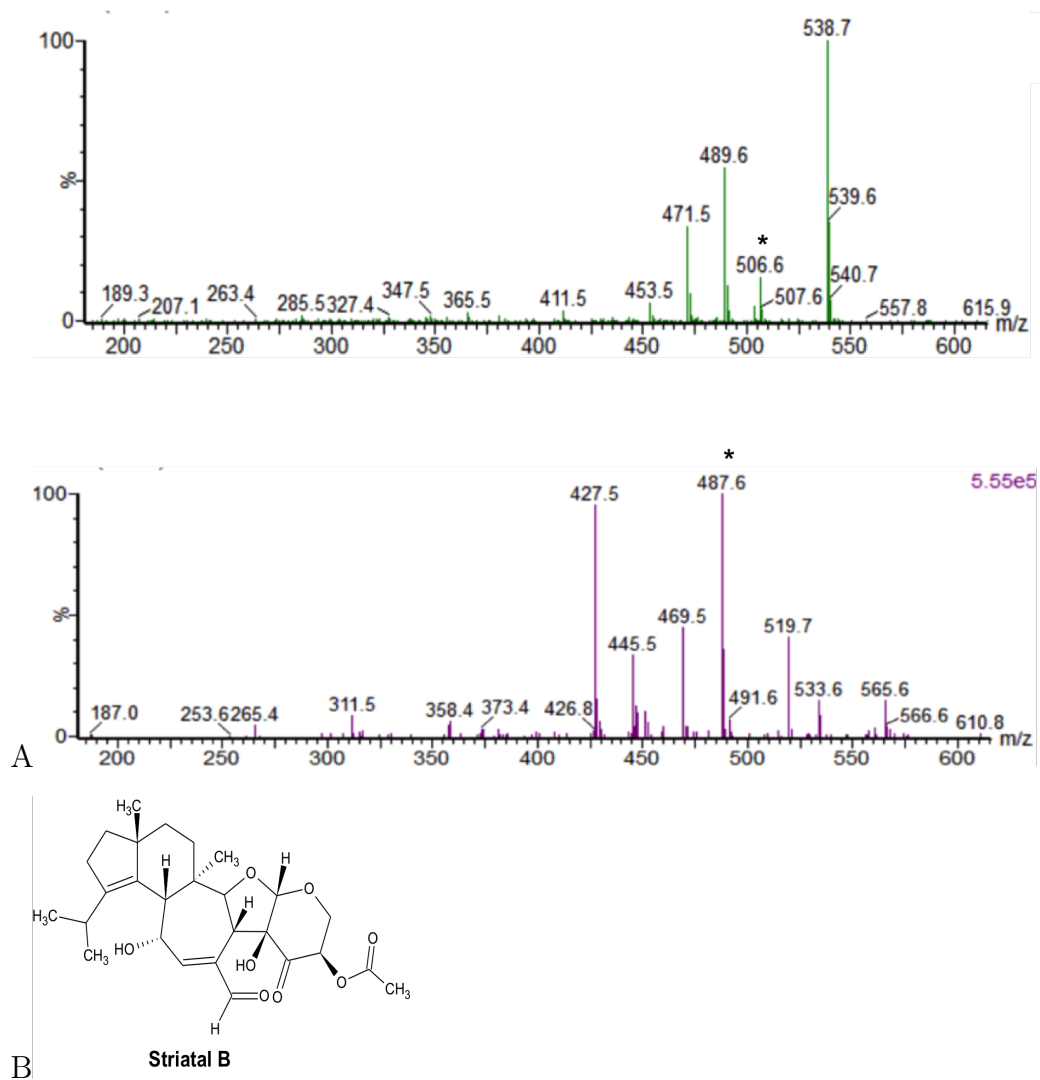 538.7
100
489.6
%
539.6
471.5
*
506.6
540.7
189.3
263.4
347.5
453.5
207.1
285.5
327.4
365.5
411.5
507.6
557.8
615.9
0
m/z
200 250 300 350 400 450 500 550 600
*
5.55e5
100
427.5
487.6
%
469.5
519.7
445.5
533.6
565.6
187.0
253.6
265.4
311.5
358.4
373.4
426.8
491.6
566.6
610.8
0
m/z
A
200 250 300 350 400 450 500 550 600
H₃C
H
H
CH₃
O
O
H
H₃C
CH₃
HO
HO
O
O
CH₃
O
O
H
Striatal B
B